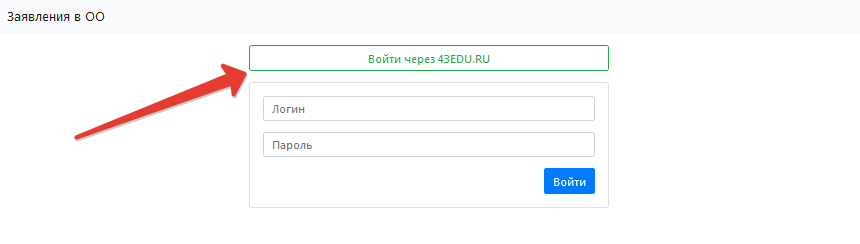 Заявления в ОО
Войти через 43EDU.RU
Логин
Пароль
Войти